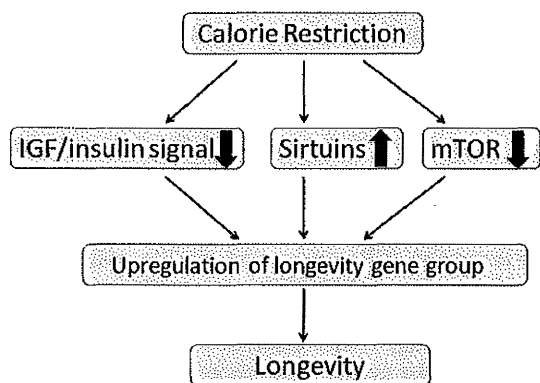 Calorie Restriction
IGF/insulin signal
Sirtuins
mTOR
Upregulation of longevity gene group
Longevity